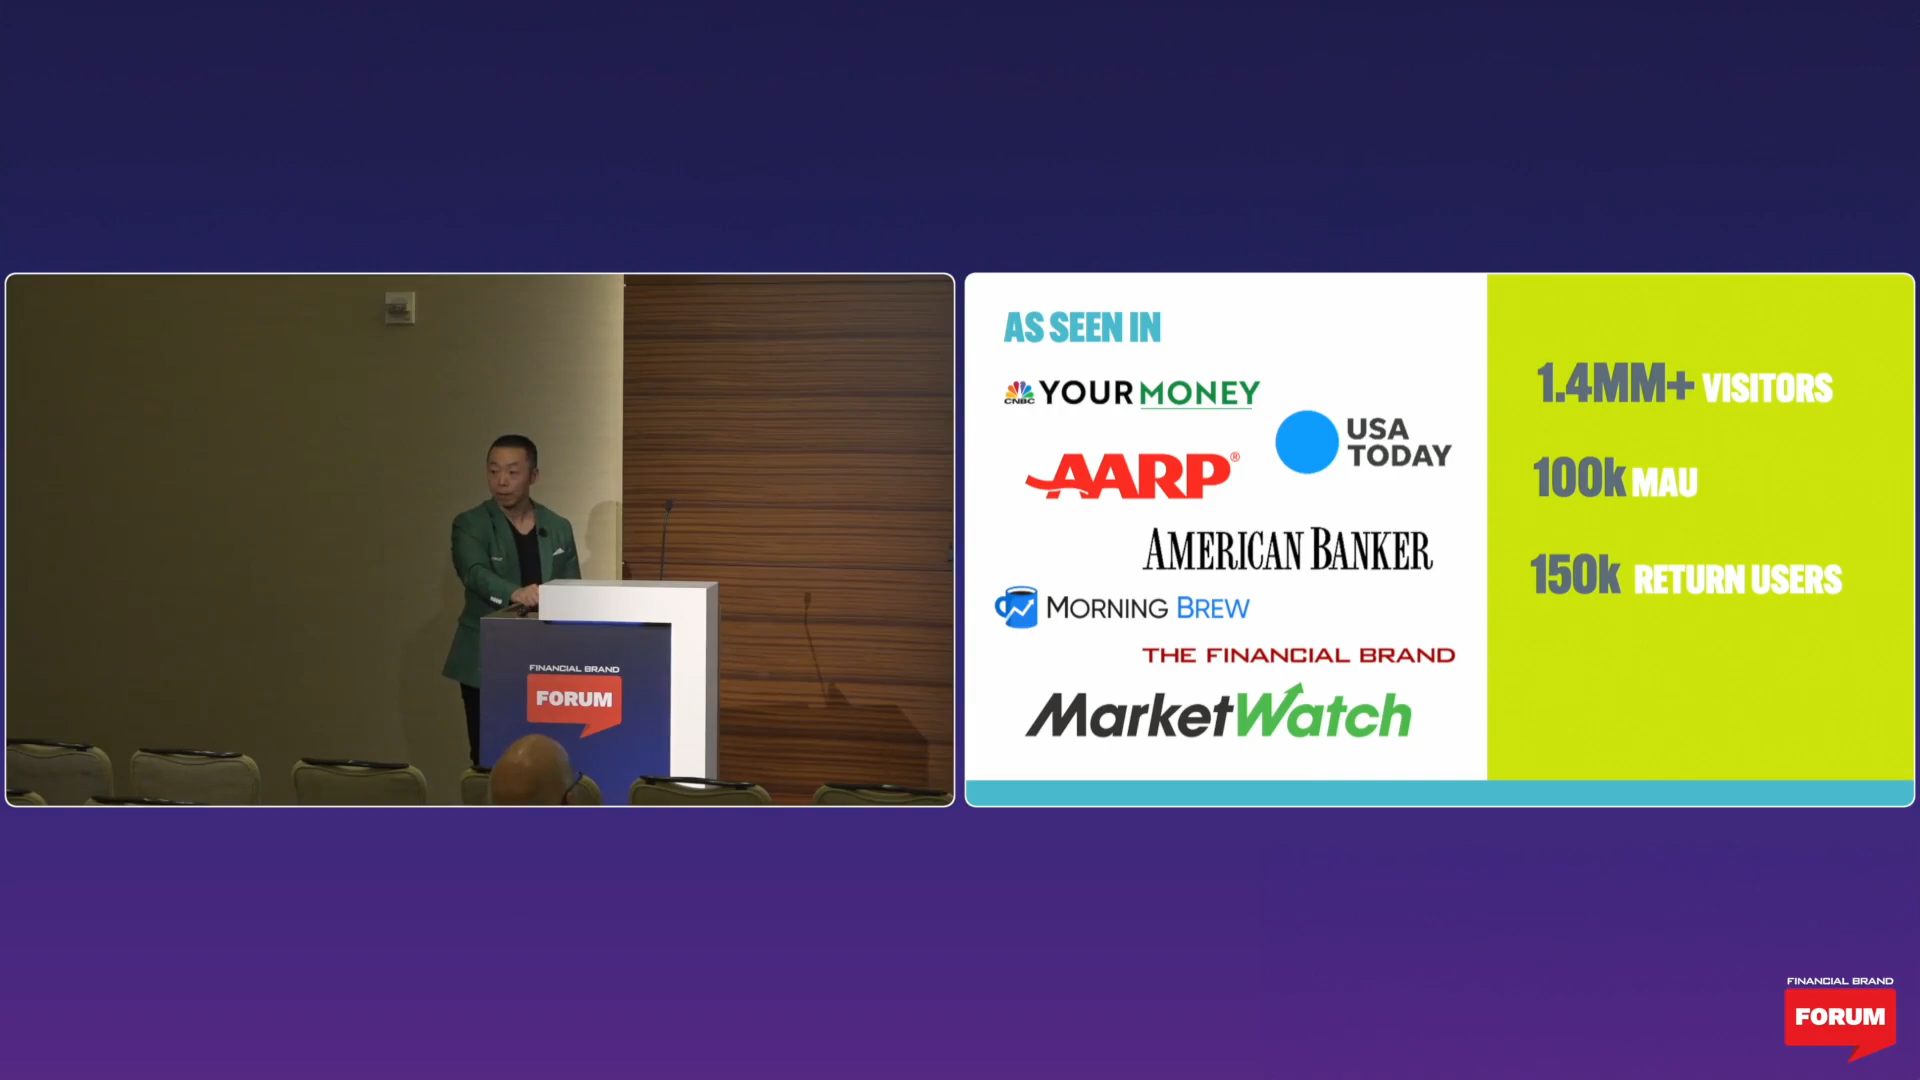 FINANCIAL BRAND
FORUM
AS SEEN IN
CNBC YOUR MONEY
USA
TODAY
AARP®
AMERICAN BANKER
MORNING BREW
THE FINANCIAL BRAND
MarketWatch
1.4MM+ VISITORS
100k MAU
150k RETURN USERS
FINANCIAL BRAND
FORUM